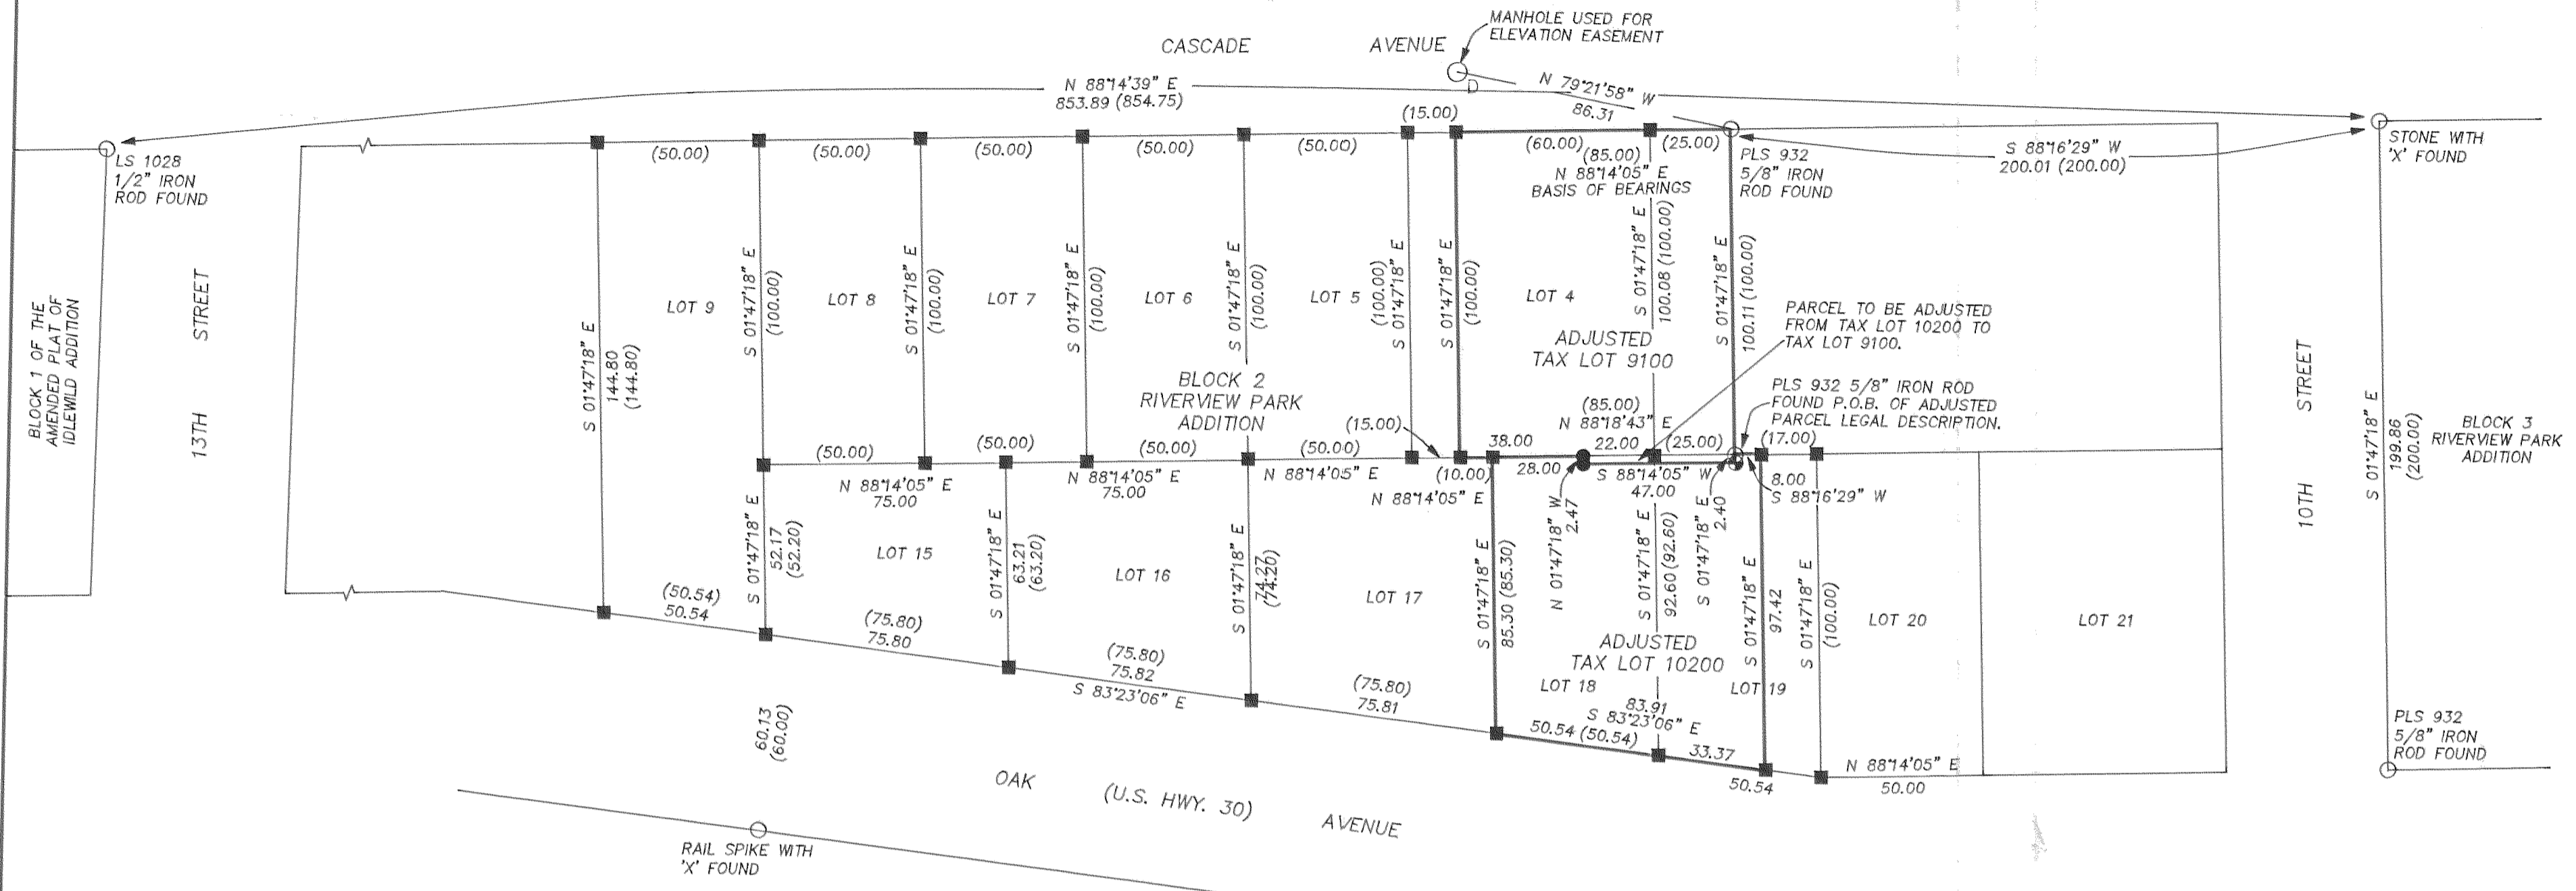 MANHOLE USED FOR
ELEVATION EASEMENT
CASCADE AVENUE
N 88°14'39" E
853.89 (854.75)
D
N 79°21'58" W
86.31
LS 1028
1/2" IRON
ROD FOUND
(50.00)
(50.00)
(50.00)
(50.00)
(50.00)
(15.00)
(60.00)
(85.00)
(25.00)
N 88°14'05" E
BASIS OF BEARINGS
PLS 932
5/8" IRON
ROD FOUND
S 88°16'29" W
200.01 (200.00)
STONE WITH
'X' FOUND
BLOCK 1 OF THE
AMENDED PLAT OF
IDLEWILD ADDITION
13TH STREET
S 01°47'18" E
144.80
(144.80)
LOT 9
S 01°47'18" E
(100.00)
LOT 8
S 01°47'18" E
(100.00)
LOT 7
S 01°47'18" E
(100.00)
LOT 6
S 01°47'18" E
(100.00)
LOT 5
(100.00)
S 01°47'18" E
S 01°47'18" E
(100.00)
LOT 4
S 01°47'18" E
100.08 (100.00)
S 01°47'18" E
100.11 (100.00)
ADJUSTED
TAX LOT 9100
PARCEL TO BE ADJUSTED
FROM TAX LOT 10200 TO
TAX LOT 9100.
BLOCK 2
RIVERVIEW PARK
ADDITION
PLS 932 5/8" IRON ROD
FOUND P.O.B. OF ADJUSTED
PARCEL LEGAL DESCRIPTION.
10TH STREET
S 01°47'18" E
199.86
(200.00)
BLOCK 3
RIVERVIEW PARK
ADDITION
(50.00)
(50.00)
(50.00)
(50.00)
(15.00)
38.00
(85.00)
N 88°18'43" E
22.00
(25.00)
(17.00)
N 88°14'05" E
75.00
N 88°14'05" E
75.00
N 88°14'05" E
(10.00)
28.00
N 88°14'05" E
S 88°14'05" W
47.00
8.00
S 88°16'29" W
S 01°47'18" E
52.17
(52.20)
LOT 15
S 01°47'18" E
63.21
(63.20)
LOT 16
S 01°47'18" E
74.27
(74.20)
LOT 17
S 01°47'18" E
85.30 (85.30)
N 01°47'18" W
2.47
S 01°47'18" E
92.60 (92.60)
S 01°47'18" E
2.40
S 01°47'18" E
97.42
S 01°47'18" E
(100.00)
LOT 20
LOT 21
ADJUSTED
TAX LOT 10200
LOT 18
LOT 19
(50.54)
50.54
(75.80)
75.80
(75.80)
75.82
S 83°23'06" E
(75.80)
75.81
83.91
S 83°23'06" E
50.54 (50.54)
33.37
50.54
N 88°14'05" E
50.00
PLS 932
5/8" IRON
ROD FOUND
60.13
(60.00)
OAK (U.S. HWY. 30) AVENUE
RAIL SPIKE WITH
'X' FOUND